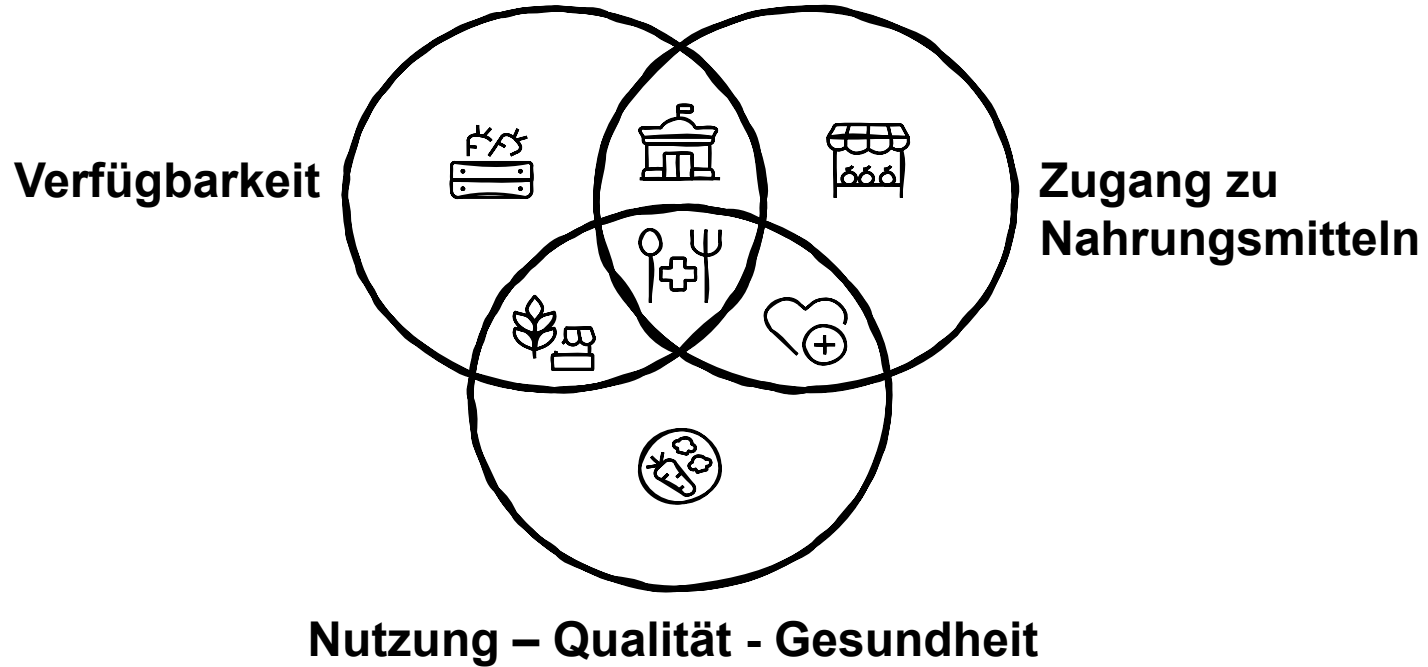 Verfügbarkeit
Zugang zu
Nahrungsmitteln
Nutzung – Qualität - Gesundheit